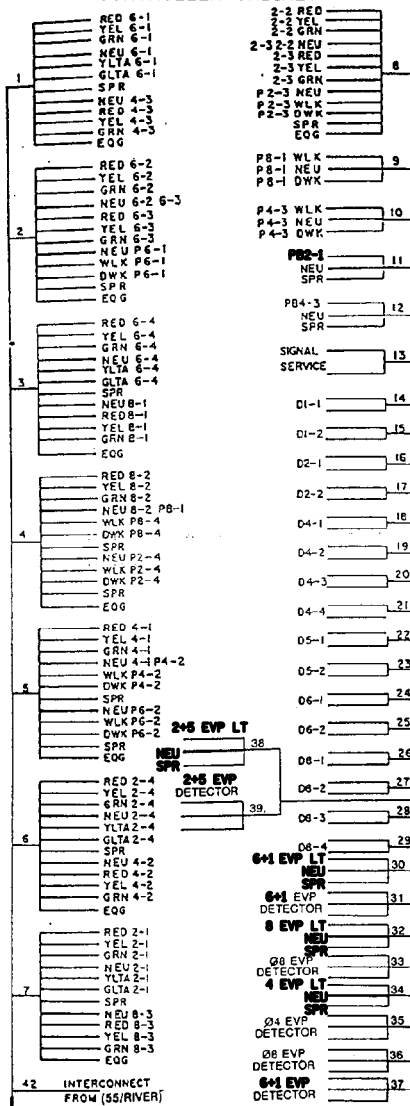 1
RED 6-1
YEL 6-1
GRN 6-1
NEU 6-1
YLTA 6-1
GLTA 6-1
SPR
NEU 4-3
RED 4-3
YEL 4-3
GRN 4-3
EQG
2
RED 6-2
YEL 6-2
GRN 6-2
NEU 6-2 6-3
RED 6-3
YEL 6-3
GRN 6-3
NEU P6-1
WLK P6-1
DWK P6-1
SPR
EQG
3
RED 6-4
YEL 6-4
GRN 6-4
NEU 6-4
YLTA 6-4
GLTA 6-4
SPR
NEU 8-1
RED 8-1
YEL 8-1
GRN 8-1
EQG
4
RED 8-2
YEL 8-2
GRN 8-2
NEU 8-2 P8-1
WLK P8-4
DWK P8-4
SPR
NEU P2-4
WLK P2-4
DWK P2-4
SPR
EQG
5
RED 4-1
YEL 4-1
GRN 4-1
NEU 4-1 P4-2
WLK P4-2
DWK P4-2
SPR
NEU P6-2
WLK P6-2
DWK P6-2
SPR
EQG
6
RED 2-4
YEL 2-4
GRN 2-4
NEU 2-4
YLTA 2-4
GLTA 2-4
SPR
NEU 4-2
RED 4-2
YEL 4-2
GRN 4-2
EQG
7
RED 2-1
YEL 2-1
GRN 2-1
NEU 2-1
YLTA 2-1
GLTA 2-1
SPR
NEU 8-3
RED 8-3
YEL 8-3
GRN 8-3
EQG
42 INTERCONNECT
FROM (55/RIVER)
2+5 EVP LT
NEU 38
SPR
2+5 EVP
DETECTOR
39
2-2 RED
2-2 YEL
2-2 GRN
2-3 2-2 NEU
2-3 RED
2-3 YEL
2-3 GRN
P2-3 NEU
P2-3 WLK
P2-3 DWK
SPR
EQG
8
P8-1 WLK
P8-1 NEU 9
P8-1 DWK
P4-3 WLK
P4-3 NEU 10
P4-3 DWK
PB2-1
NEU 11
SPR
PB4-3
NEU 12
SPR
SIGNAL
SERVICE 13
D1-1 14
D1-2 15
D2-1 16
D2-2 17
D4-1 18
D4-2 19
D4-3 20
D4-4 21
D5-1 22
D5-2 23
D6-1 24
D6-2 25
D8-1 26
D8-2 27
D8-3 28
D8-4 29
6+1 EVP LT
NEU 30
SPR
6+1 EVP
DETECTOR 31
8 EVP LT
NEU 32
SPR
Ø8 EVP
DETECTOR 33
4 EVP LT
NEU 34
SPR
Ø4 EVP
DETECTOR 35
Ø8 EVP
DETECTOR 36
6+1 EVP
DETECTOR 37